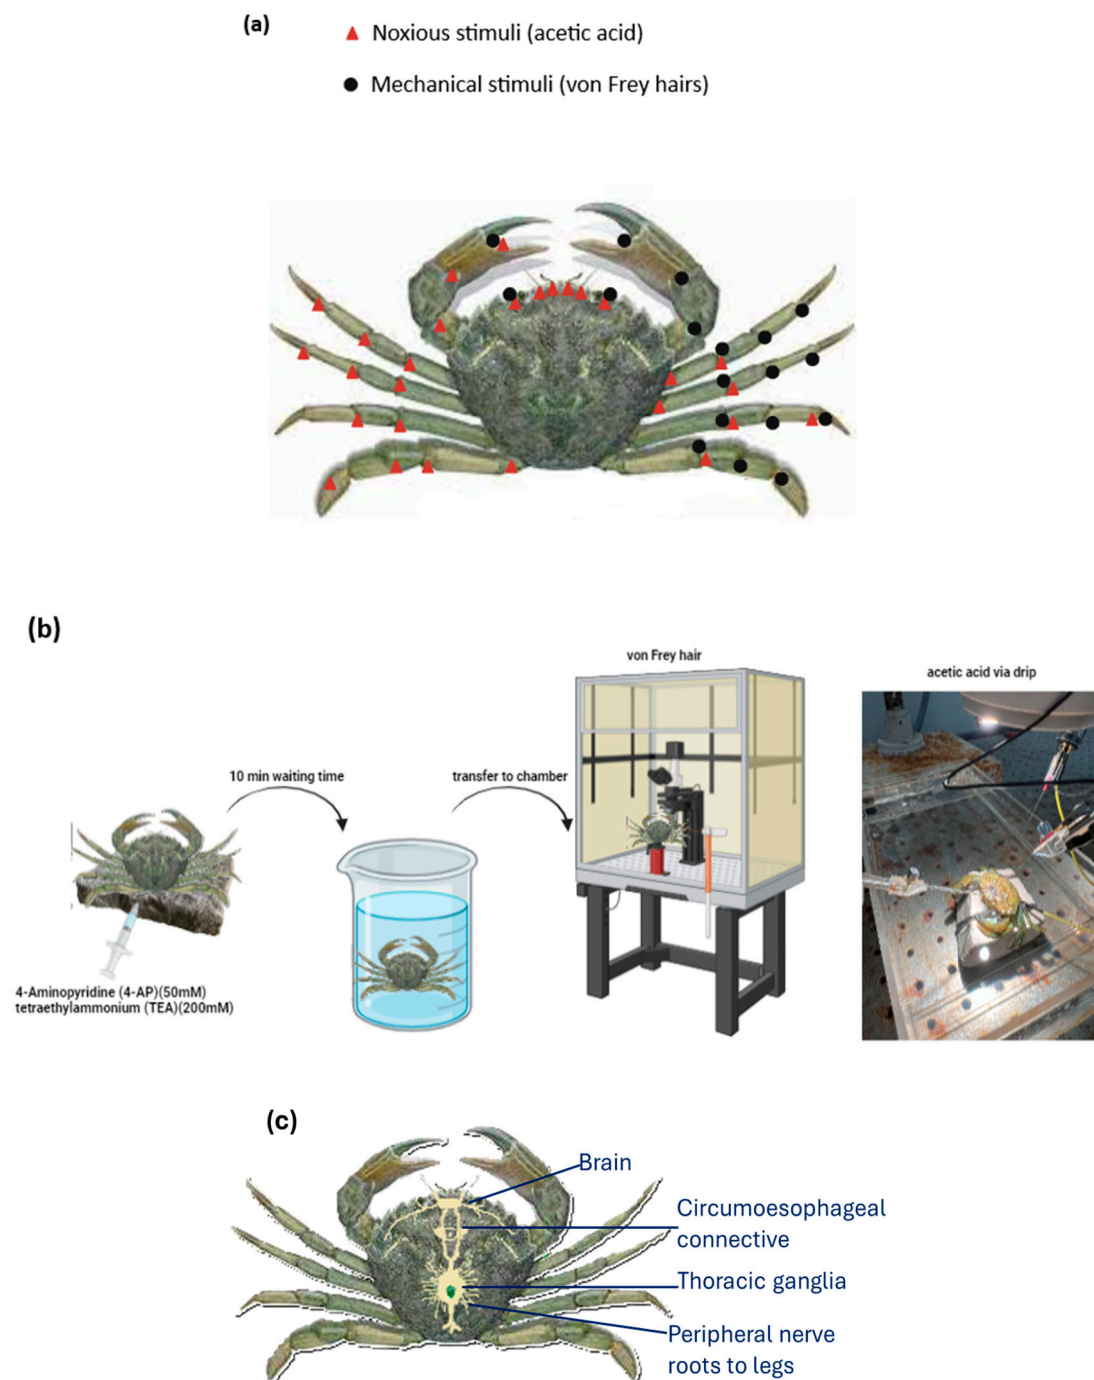 (a)
Noxious stimuli (acetic acid)
Mechanical stimuli (von Frey hairs)
(b)
von Frey hair
acetic acid via drip
10 min waiting time
transfer to chamber
4-Aminopyridine (4-AP)(50mM)
tetraethylammonium (TEA)(200mM)
(c)
Brain
Circumoesophageal
connective
Thoracic ganglia
Peripheral nerve
roots to legs